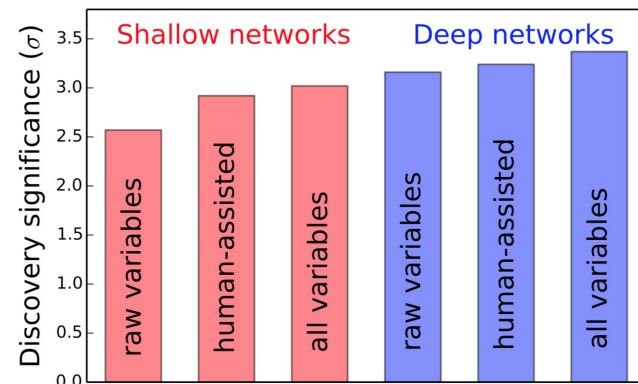 Discovery significance (σ)
3.5
3.0
2.5
2.0
1.5
1.0
0.5
0.0
Shallow networks
Deep networks
raw variables
human-assisted
all variables
raw variables
human-assisted
all variables